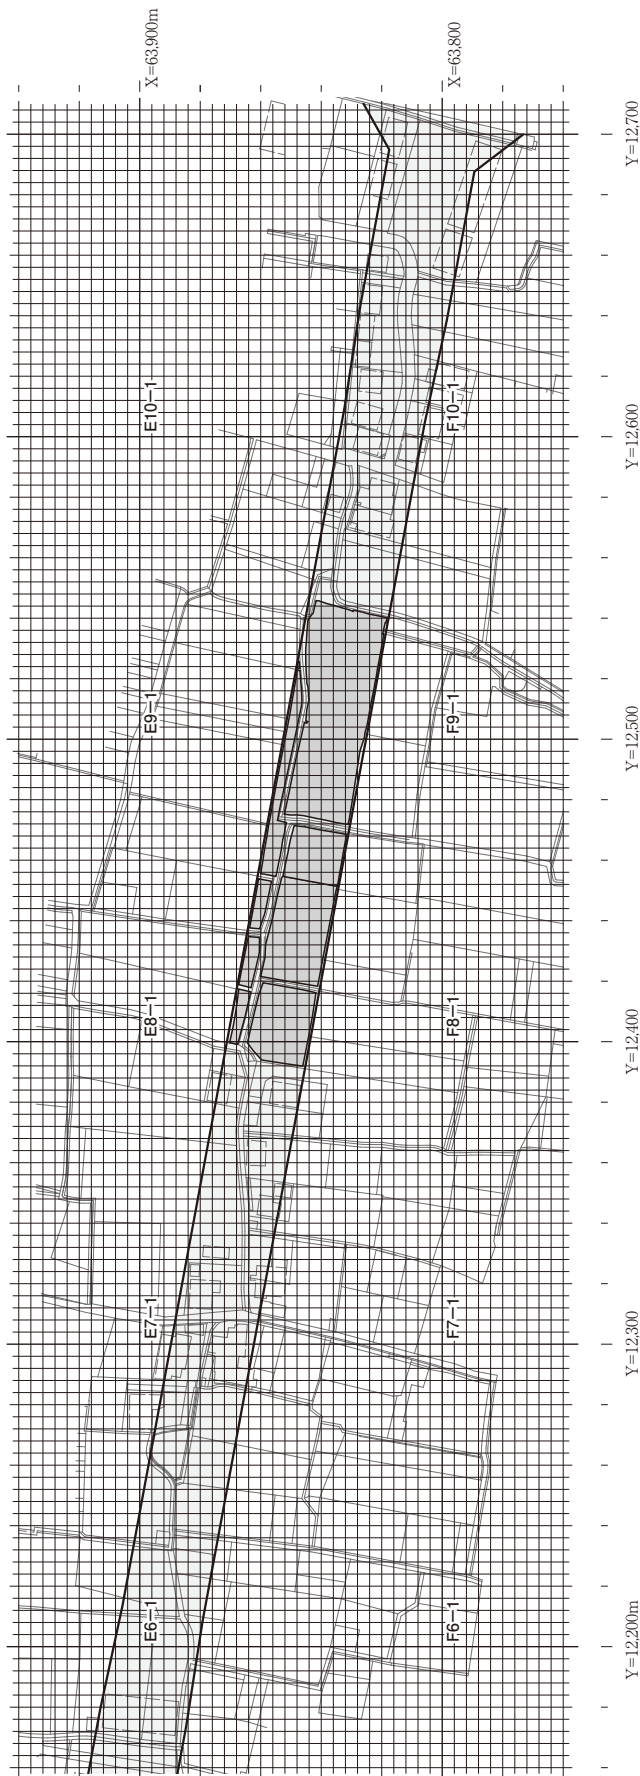 X=63,900m
X=63,800
Y=12,700
E10−1
F10−1
Y=12,600
E9−1
F9−1
Y=12,500
E8−1
F8−1
Y=12,400
E7−1
F7−1
Y=12,300
E6−1
F6−1
Y=12,200m